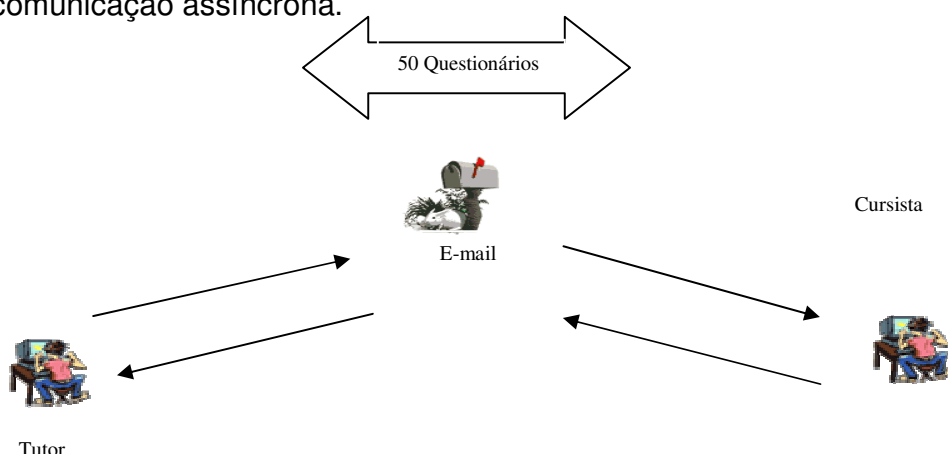 comunicação assíncrona.
50 Questionários
Cursista
E-mail
Tutor